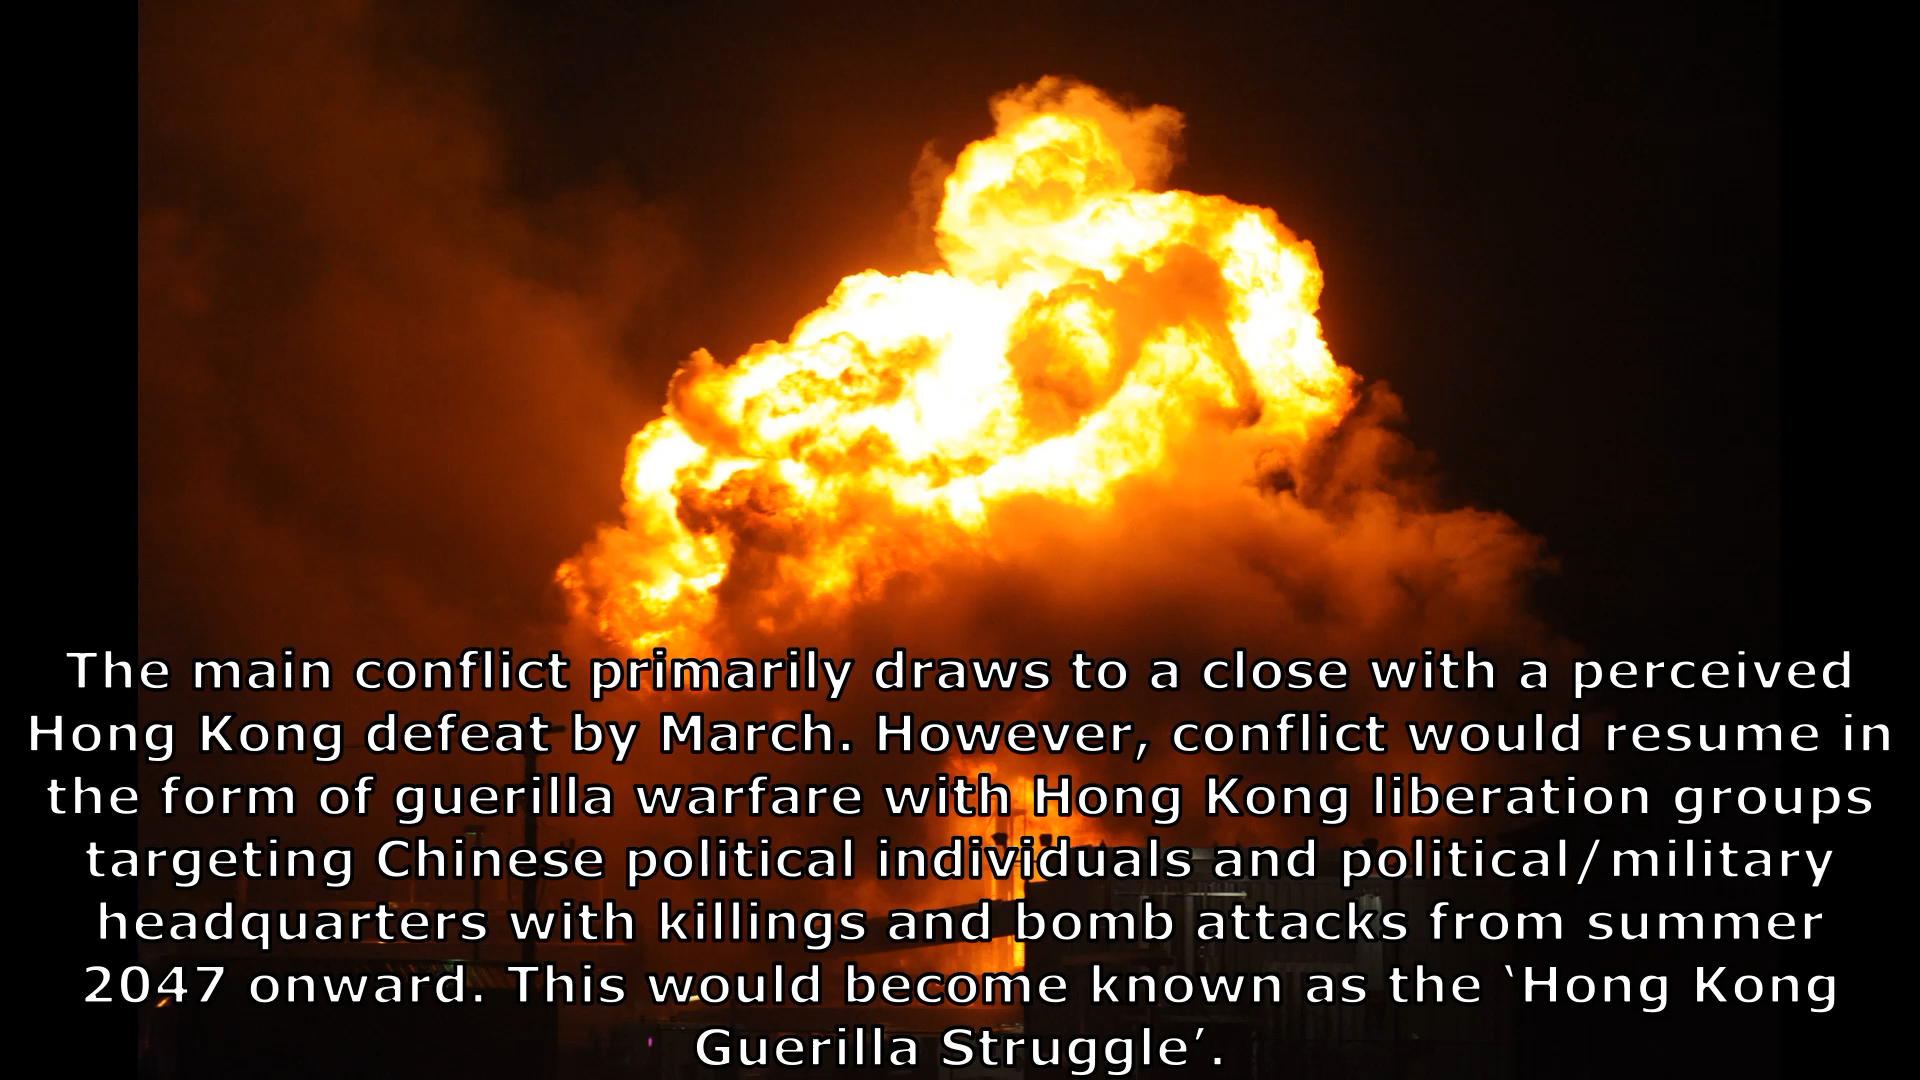 The main conflict primarily draws to a close with a perceived
Hong Kong defeat by March. However, conflict would resume in
the form of guerilla warfare with Hong Kong liberation groups
targeting Chinese political individuals and political/military
headquarters with killings and bomb attacks from summer
2047 onward. This would become known as the ‘Hong Kong
Guerilla Struggle’.